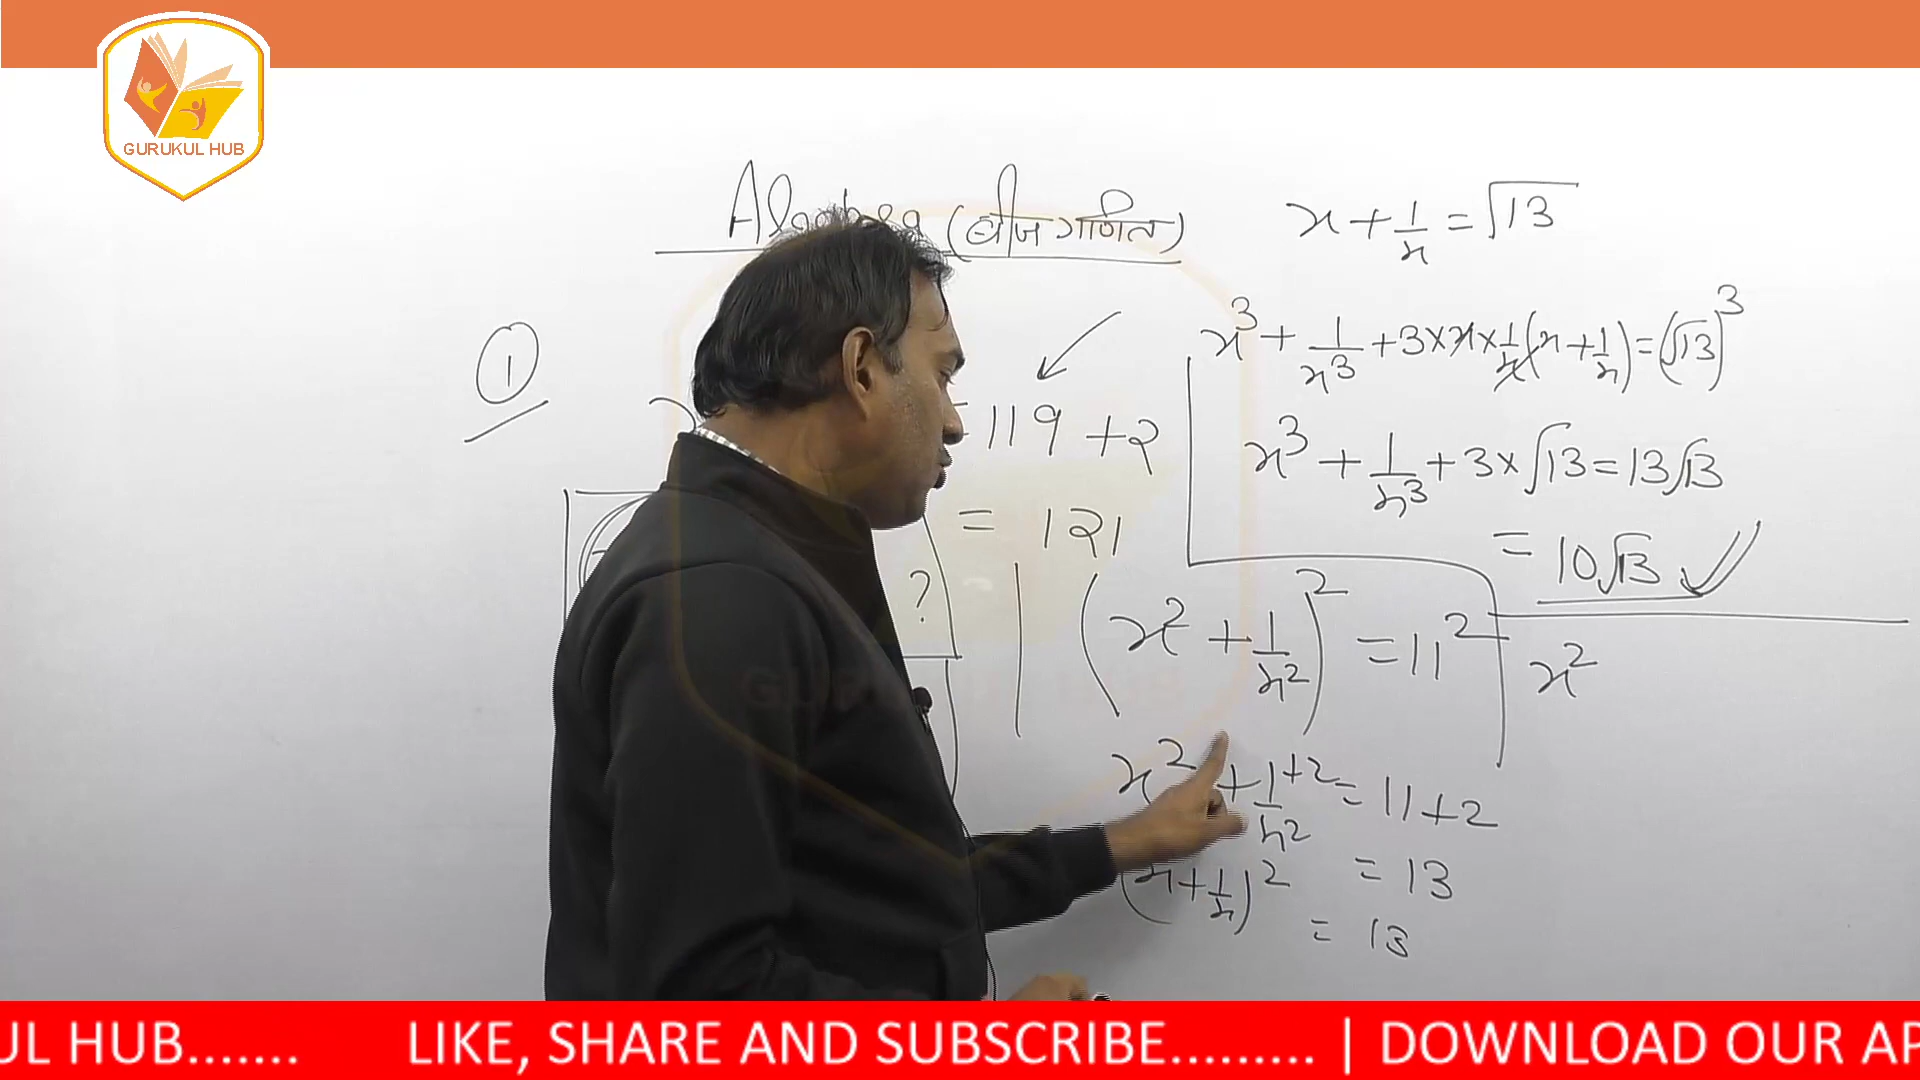 GURUKUL HUB
(बीज गणित)
x + 1/x = √13
①
x³ + 1/x³ + 3 × x × 1/x (x + 1/x) = (√13)³
= 119 + 2
x³ + 1/x³ + 3 × √13 = 13√13
= 121
= 10√13
?
(x² + 1/x²)² = 11²
x²
x² + 1/x² + 2 = 11 + 2
= 13
(x + 1/x)²
= 13
UL HUB....... LIKE, SHARE AND SUBSCRIBE......... | DOWNLOAD OUR AP